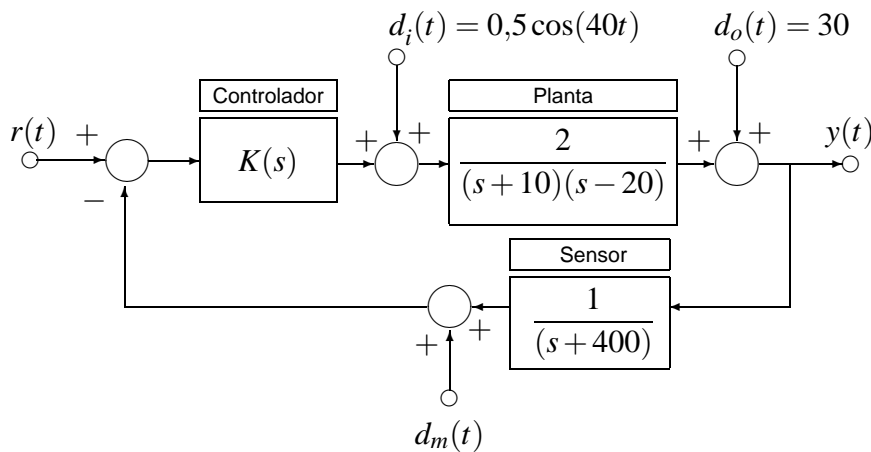 d_i(t) = 0,5 cos(40t)
d_o(t) = 30
Controlador
Planta
r(t)
+
−
K(s)
+
+
2
(s + 10)(s − 20)
+
+
y(t)
Sensor
1
(s + 400)
+
+
d_m(t)